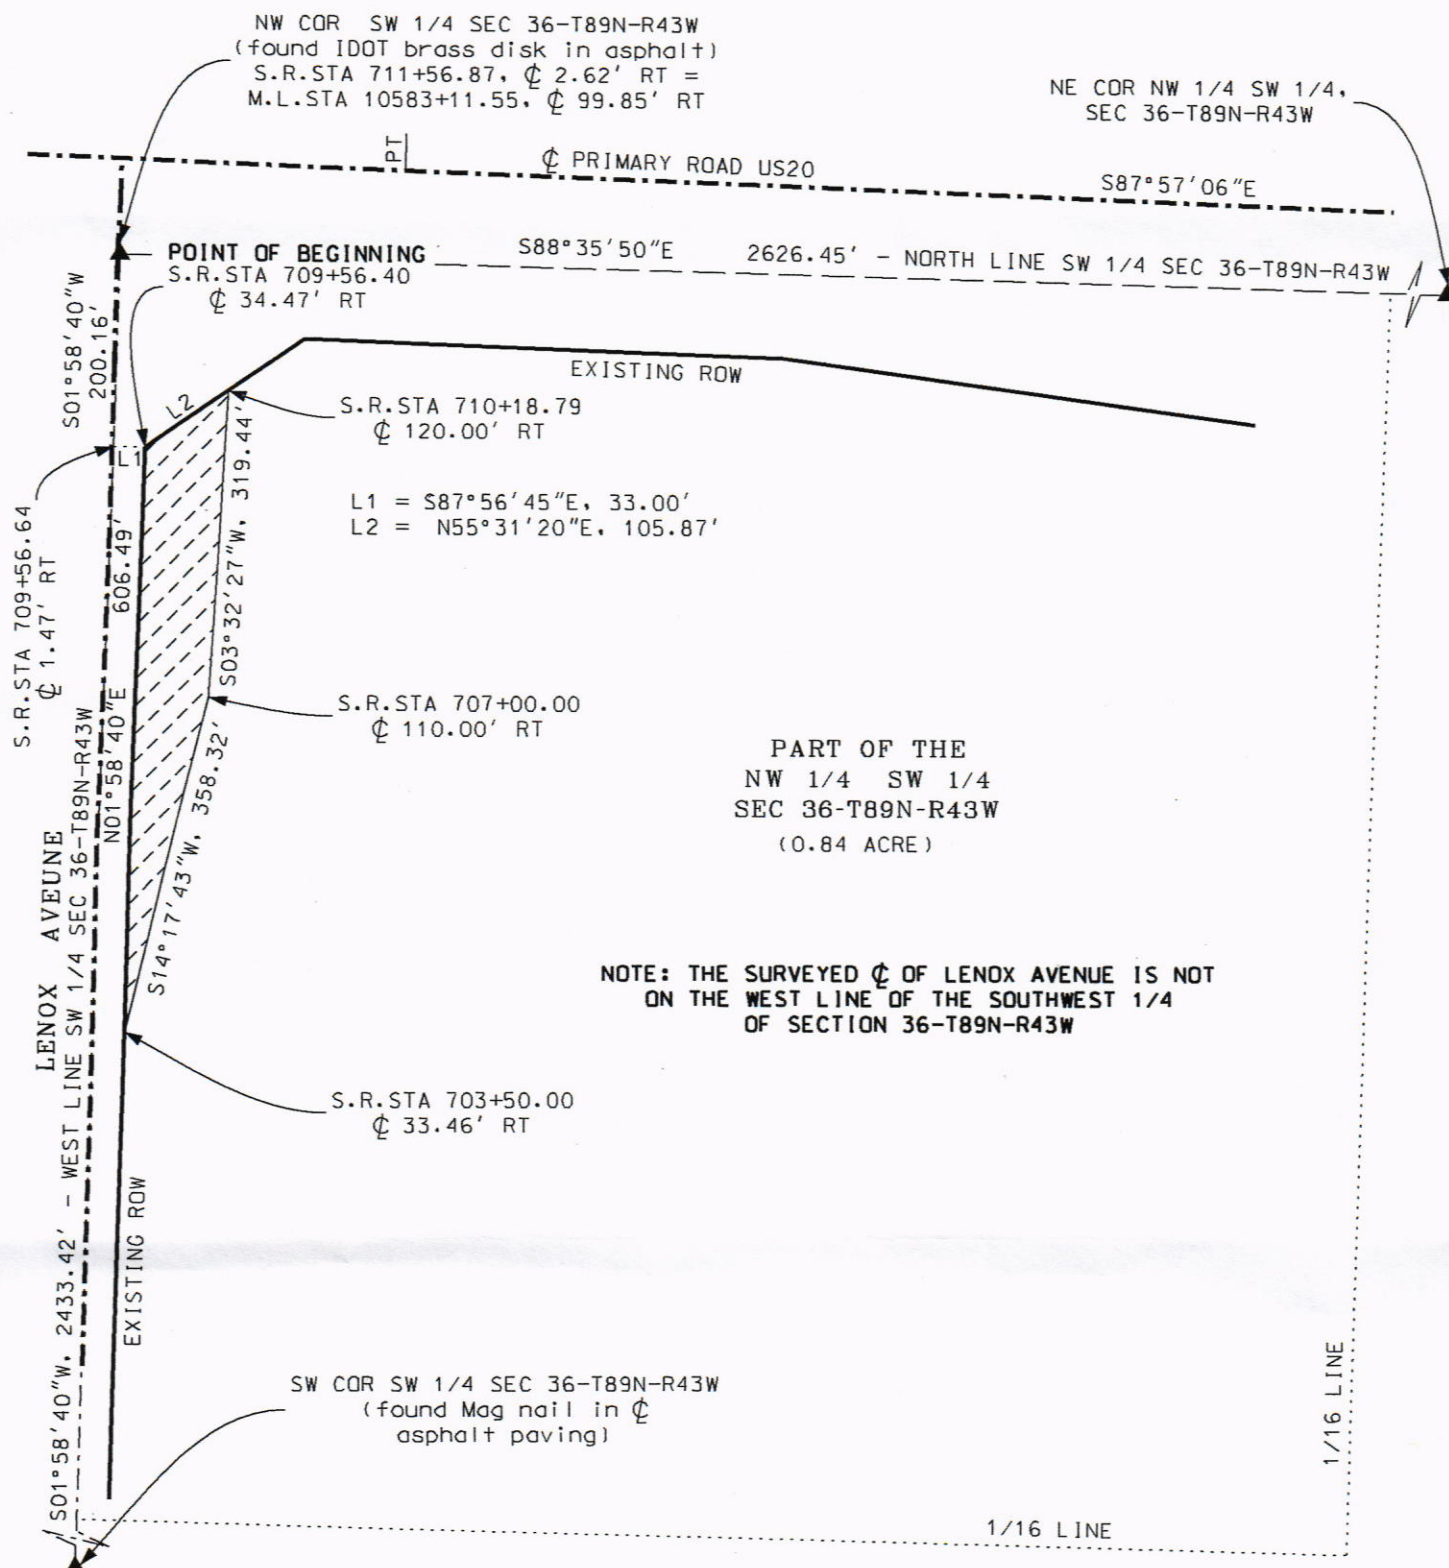 NW COR SW 1/4 SEC 36-T89N-R43W
(found IDOT brass disk in asphalt)
S.R.STA 711+56.87, ℄ 2.62' RT =
M.L.STA 10583+11.55, ℄ 99.85' RT
NE COR NW 1/4 SW 1/4,
SEC 36-T89N-R43W
PT
℄ PRIMARY ROAD US20
S87°57'06"E
POINT OF BEGINNING
S.R.STA 709+56.40
℄ 34.47' RT
S88°35'50"E 2626.45' - NORTH LINE SW 1/4 SEC 36-T89N-R43W
S01°58'40"W
200.16'
EXISTING ROW
L2
S.R.STA 710+18.79
℄ 120.00' RT
L1
L1 = S87°56'45"E, 33.00'
L2 = N55°31'20"E, 105.87'
S03°32'27"W, 319.44'
S.R.STA 709+56.64
℄ 1.47' RT
606.49'
N01°58'40"E
S.R.STA 707+00.00
℄ 110.00' RT
S14°17'43"W, 358.32'
PART OF THE
NW 1/4 SW 1/4
SEC 36-T89N-R43W
(0.84 ACRE)
LENOX AVEUNE
S01°58'40"W, 2433.42' - WEST LINE SW 1/4 SEC 36-T89N-R43W
NOTE: THE SURVEYED ℄ OF LENOX AVENUE IS NOT
ON THE WEST LINE OF THE SOUTHWEST 1/4
OF SECTION 36-T89N-R43W
S.R.STA 703+50.00
℄ 33.46' RT
EXISTING ROW
SW COR SW 1/4 SEC 36-T89N-R43W
(found Mag nail in ℄
asphalt paving)
1/16 LINE
1/16 LINE